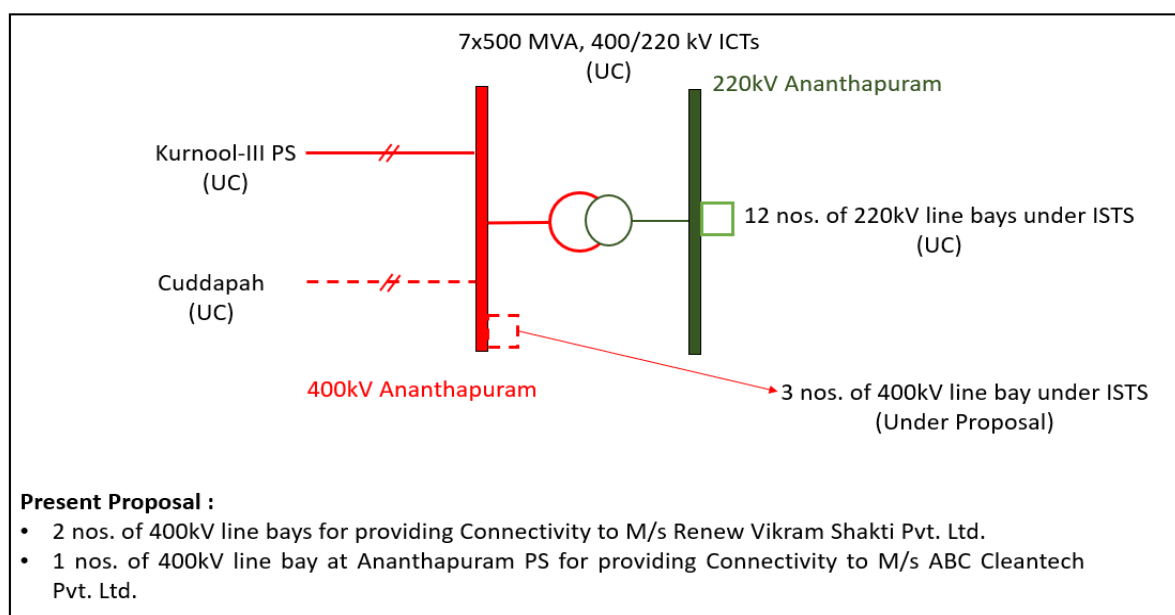 7x500 MVA, 400/220 kV ICTs
(UC)
220kV Ananthapuram
Kurnool-III PS
(UC)
12 nos. of 220kV line bays under ISTS
(UC)
Cuddapah
(UC)
400kV Ananthapuram
3 nos. of 400kV line bay under ISTS
(Under Proposal)
Present Proposal :
• 2 nos. of 400kV line bays for providing Connectivity to M/s Renew Vikram Shakti Pvt. Ltd.
• 1 nos. of 400kV line bay at Ananthapuram PS for providing Connectivity to M/s ABC Cleantech
Pvt. Ltd.